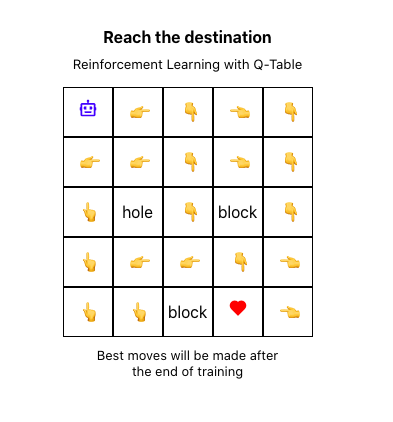 Reach the destination
Reinforcement Learning with Q-Table
hole
block
block
Best moves will be made after
the end of training